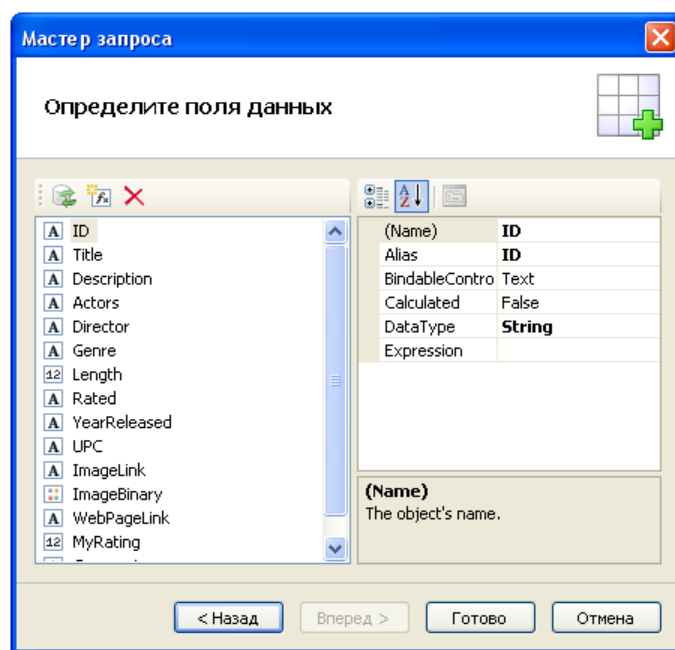 Мастер запроса
Определите поля данных
ID
Title
Description
Actors
Director
Genre
Length
Rated
YearReleased
UPC
ImageLink
ImageBinary
WebPageLink
MyRating
(Name) ID
Alias ID
BindableContro Text
Calculated False
DataType String
Expression
(Name)
The object's name.
< Назад
Вперед >
Готово
Отмена